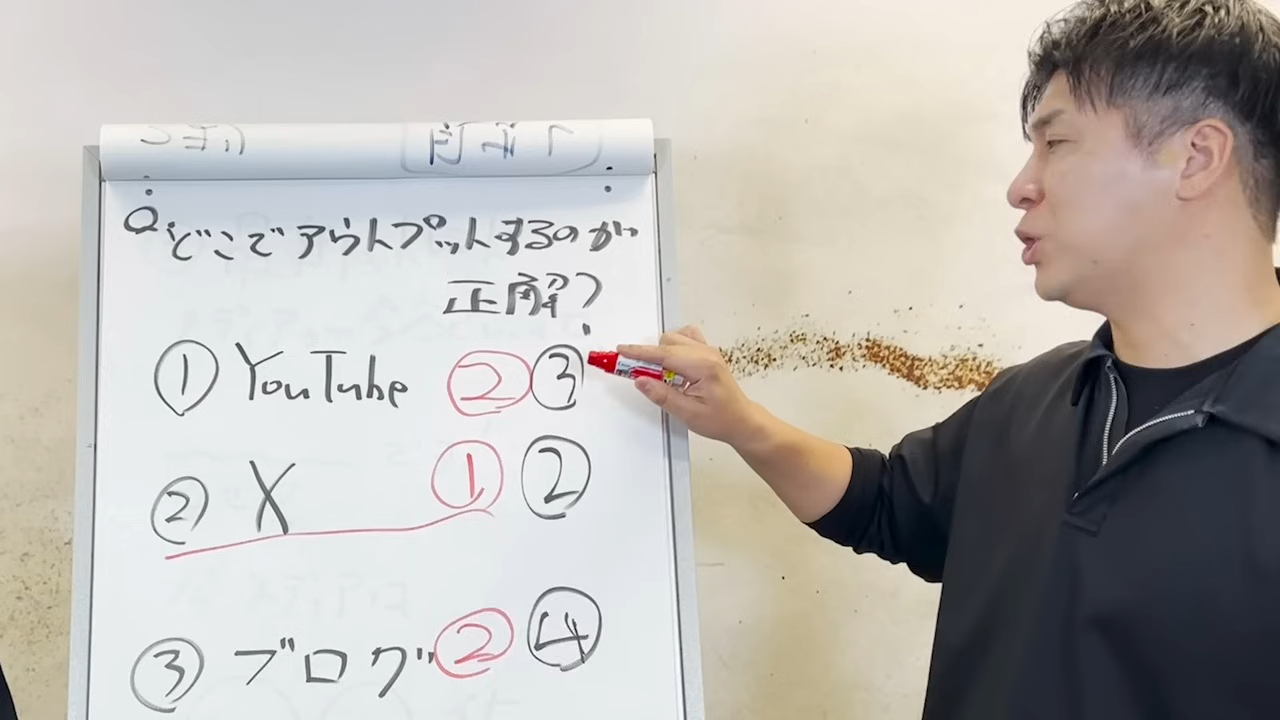 Q.どこでアウトプットするのが
正解?
① YouTube ② ③
② X ① ②
③ ブログ ② ④